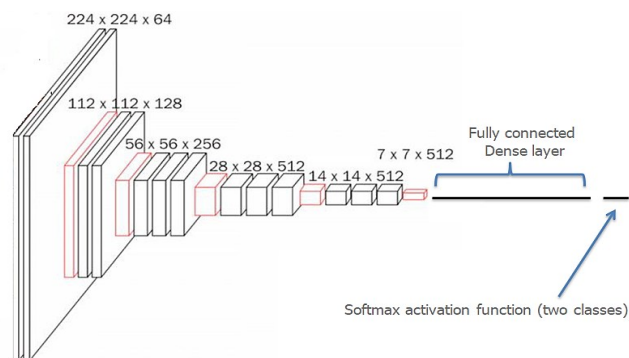 224 x 224 x 64
112 x 112 x 128
56 x 56 x 256
28 x 28 x 512
14 x 14 x 512
7 x 7 x 512
Fully connected
Dense layer
Softmax activation function (two classes)